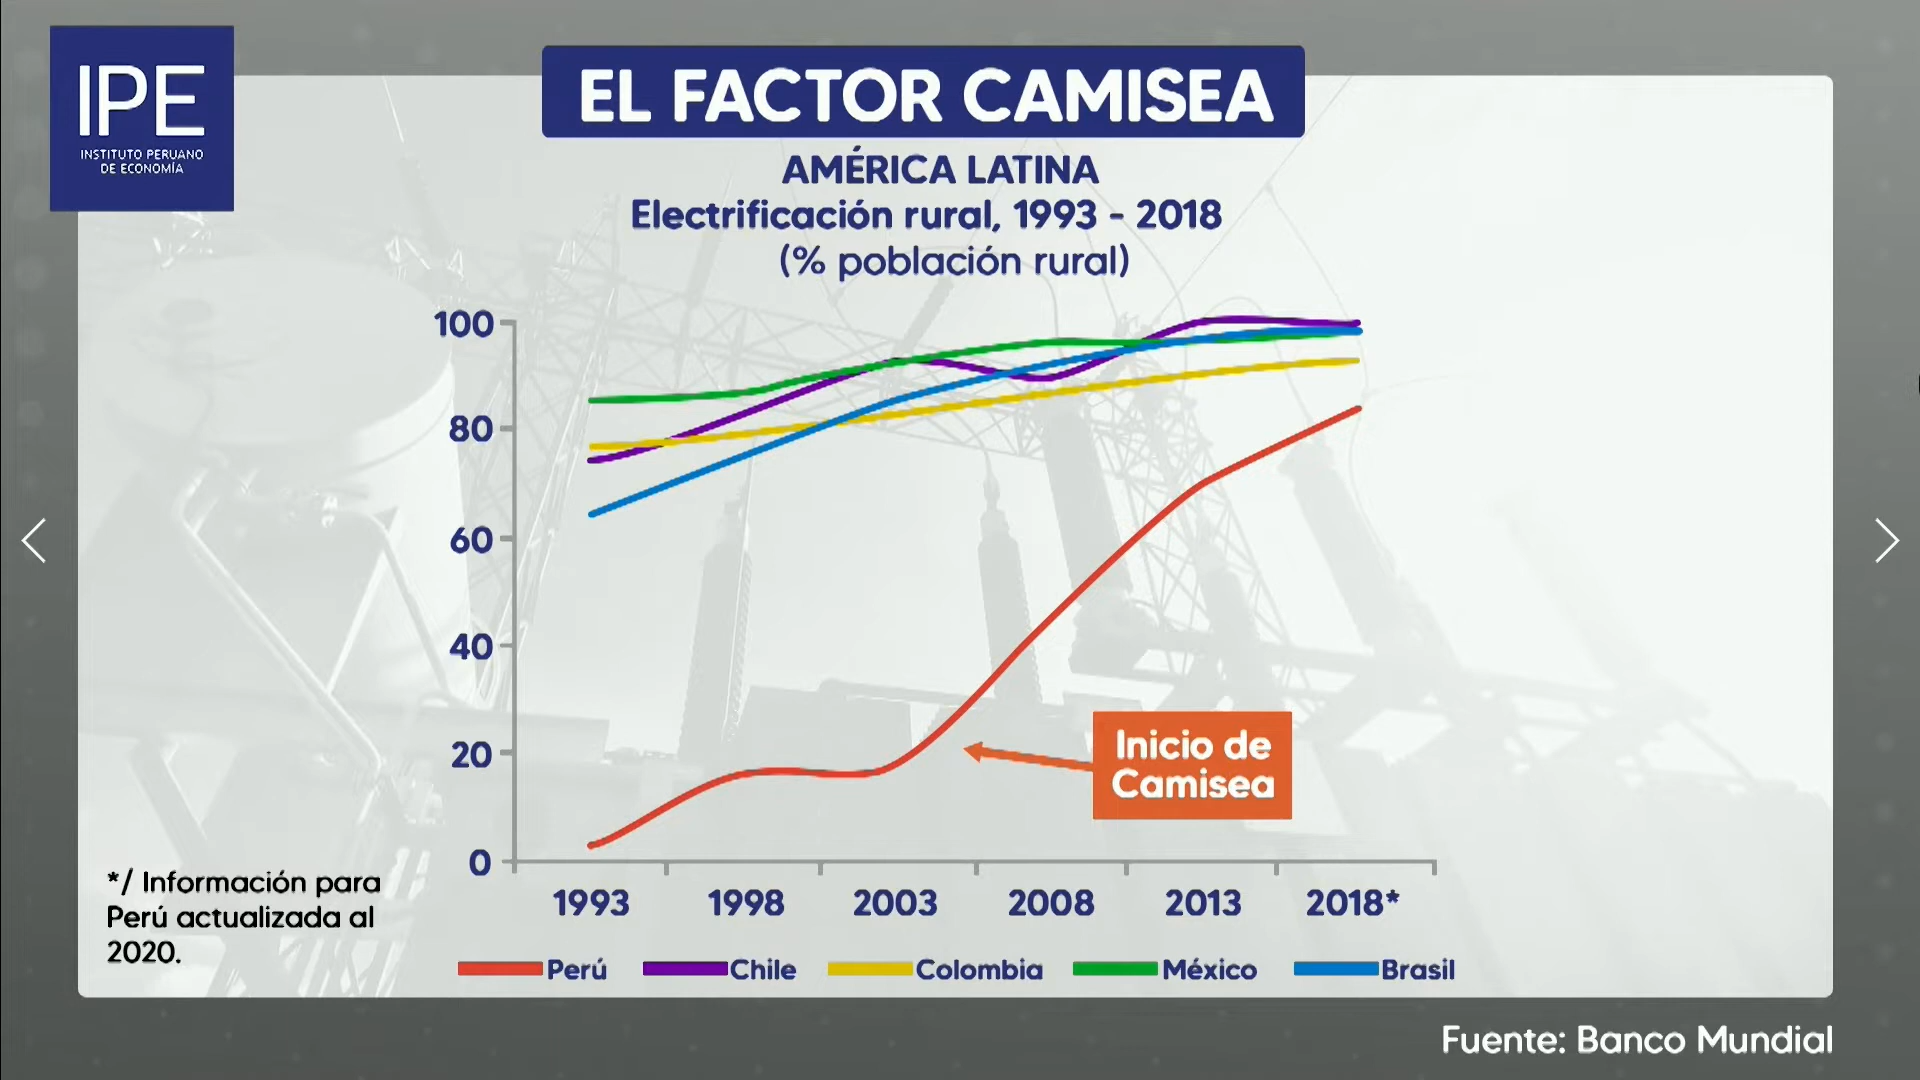 IPE
INSTITUTO PERUANO
DE ECONOMÍA
EL FACTOR CAMISEA
AMÉRICA LATINA
Electrificación rural, 1993 - 2018
(% población rural)
100
80
60
40
20
0
Inicio de
Camisea
1993 1998 2003 2008 2013 2018*
*/ Información para
Perú actualizada al
2020.
Perú Chile Colombia México Brasil
Fuente: Banco Mundial